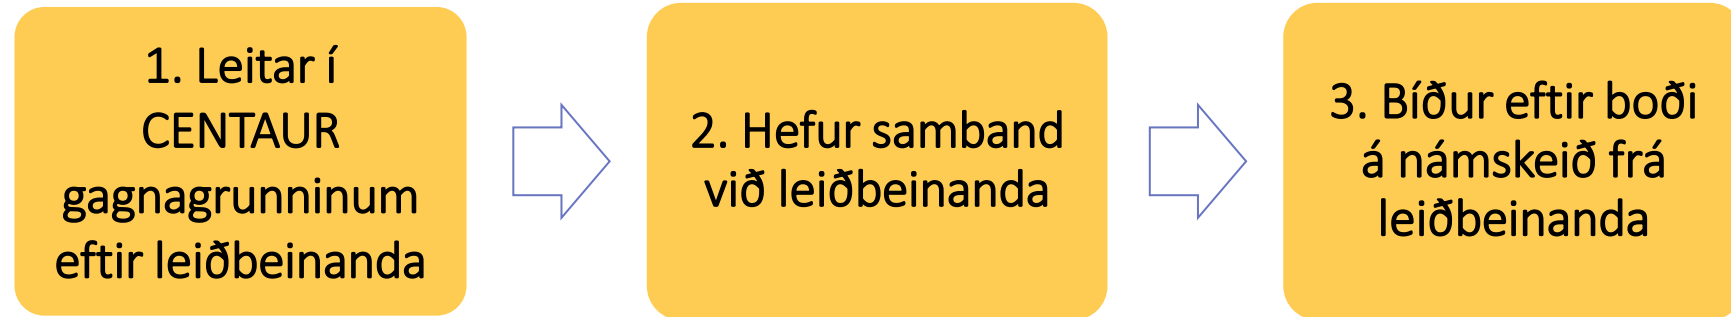 1. Leitar í
CENTAUR
gagnagrunninum
eftir leiðbeinanda
2. Hefur samband
við leiðbeinanda
3. Bíður eftir boði
á námskeið frá
leiðbeinanda